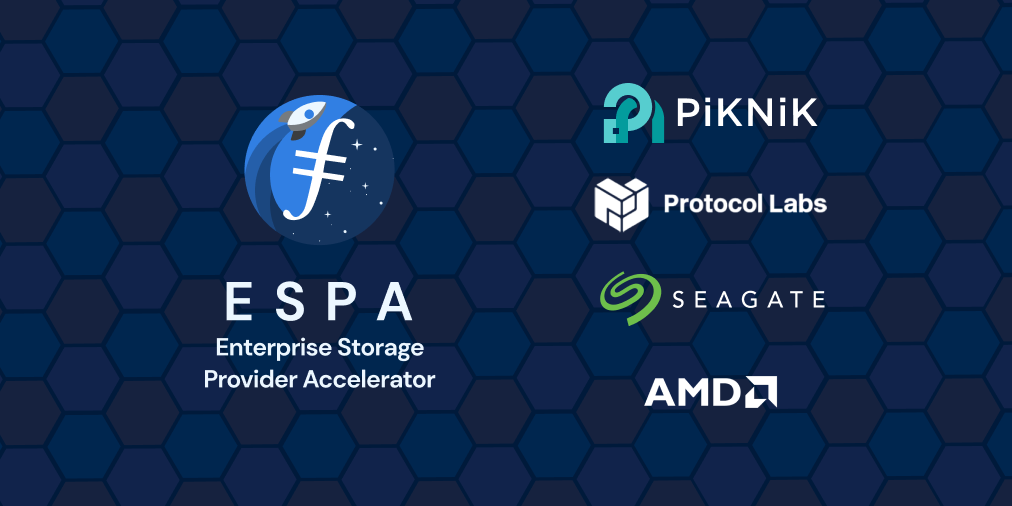 ESPA
Enterprise Storage
Provider Accelerator
PiKNiK
Protocol Labs
SEAGATE
AMD